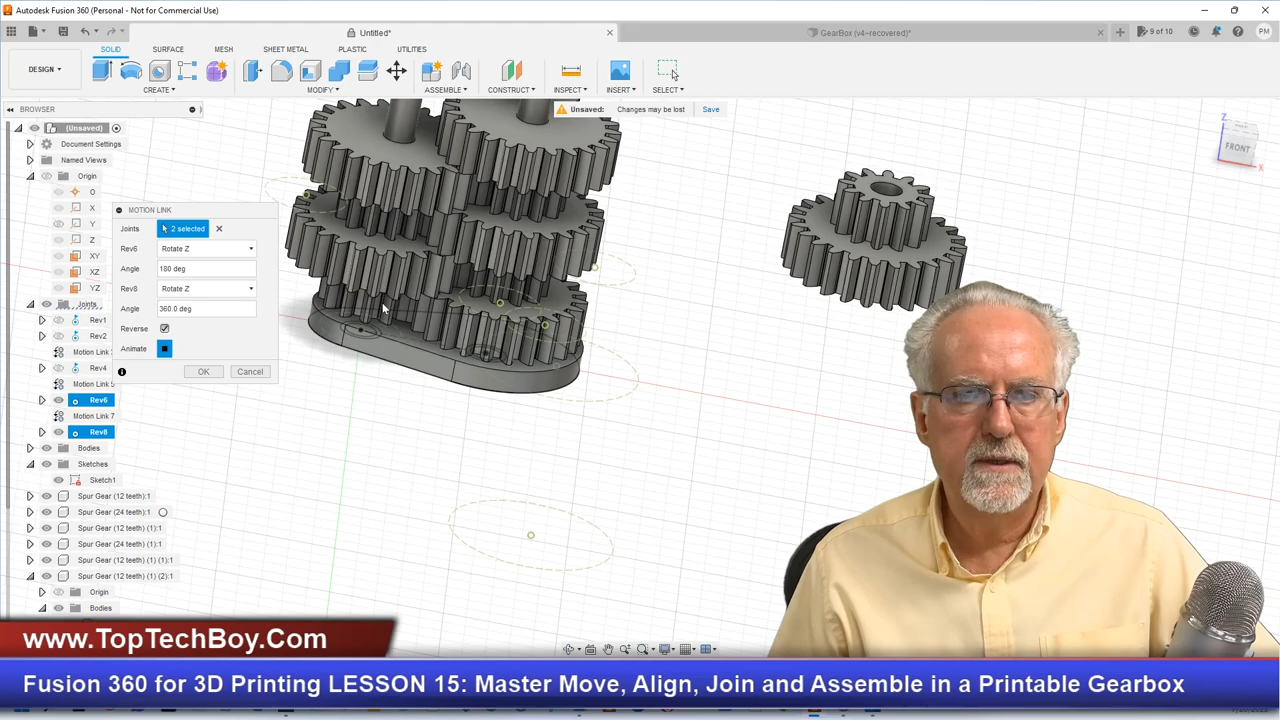 Autodesk Fusion 360 (Personal - Not for Commercial Use)
Untitled*
GearBox (v4~recovered)*
9 of 10
PM
DESIGN
SOLID
SURFACE
MESH
SHEET METAL
PLASTIC
UTILITIES
CREATE
MODIFY
ASSEMBLE
CONSTRUCT
INSPECT
INSERT
SELECT
BROWSER
Unsaved: Changes may be lost Save
(Unsaved)
Document Settings
Named Views
Origin
O
X
Y
Z
XY
XZ
YZ
Joints
Rev1
Rev2
Motion Link
Rev4
Motion Link 5
Rev6
Motion Link 7
Rev8
Bodies
Sketches
Sketch1
Spur Gear (12 teeth):1
Spur Gear (24 teeth):1
Spur Gear (12 teeth) (1):1
Spur Gear (24 teeth) (1):1
Spur Gear (12 teeth) (1) (1):1
Spur Gear (12 teeth) (1) (2):1
Origin
Bodies
MOTION LINK
Joints 2 selected
Rev6 Rotate Z
Angle 180 deg
Rev8 Rotate Z
Angle 360.0 deg
Reverse
Animate
OK Cancel
Z
FRONT
X
www.TopTechBoy.Com
Fusion 360 for 3D Printing LESSON 15: Master Move, Align, Join and Assemble in a Printable Gearbox